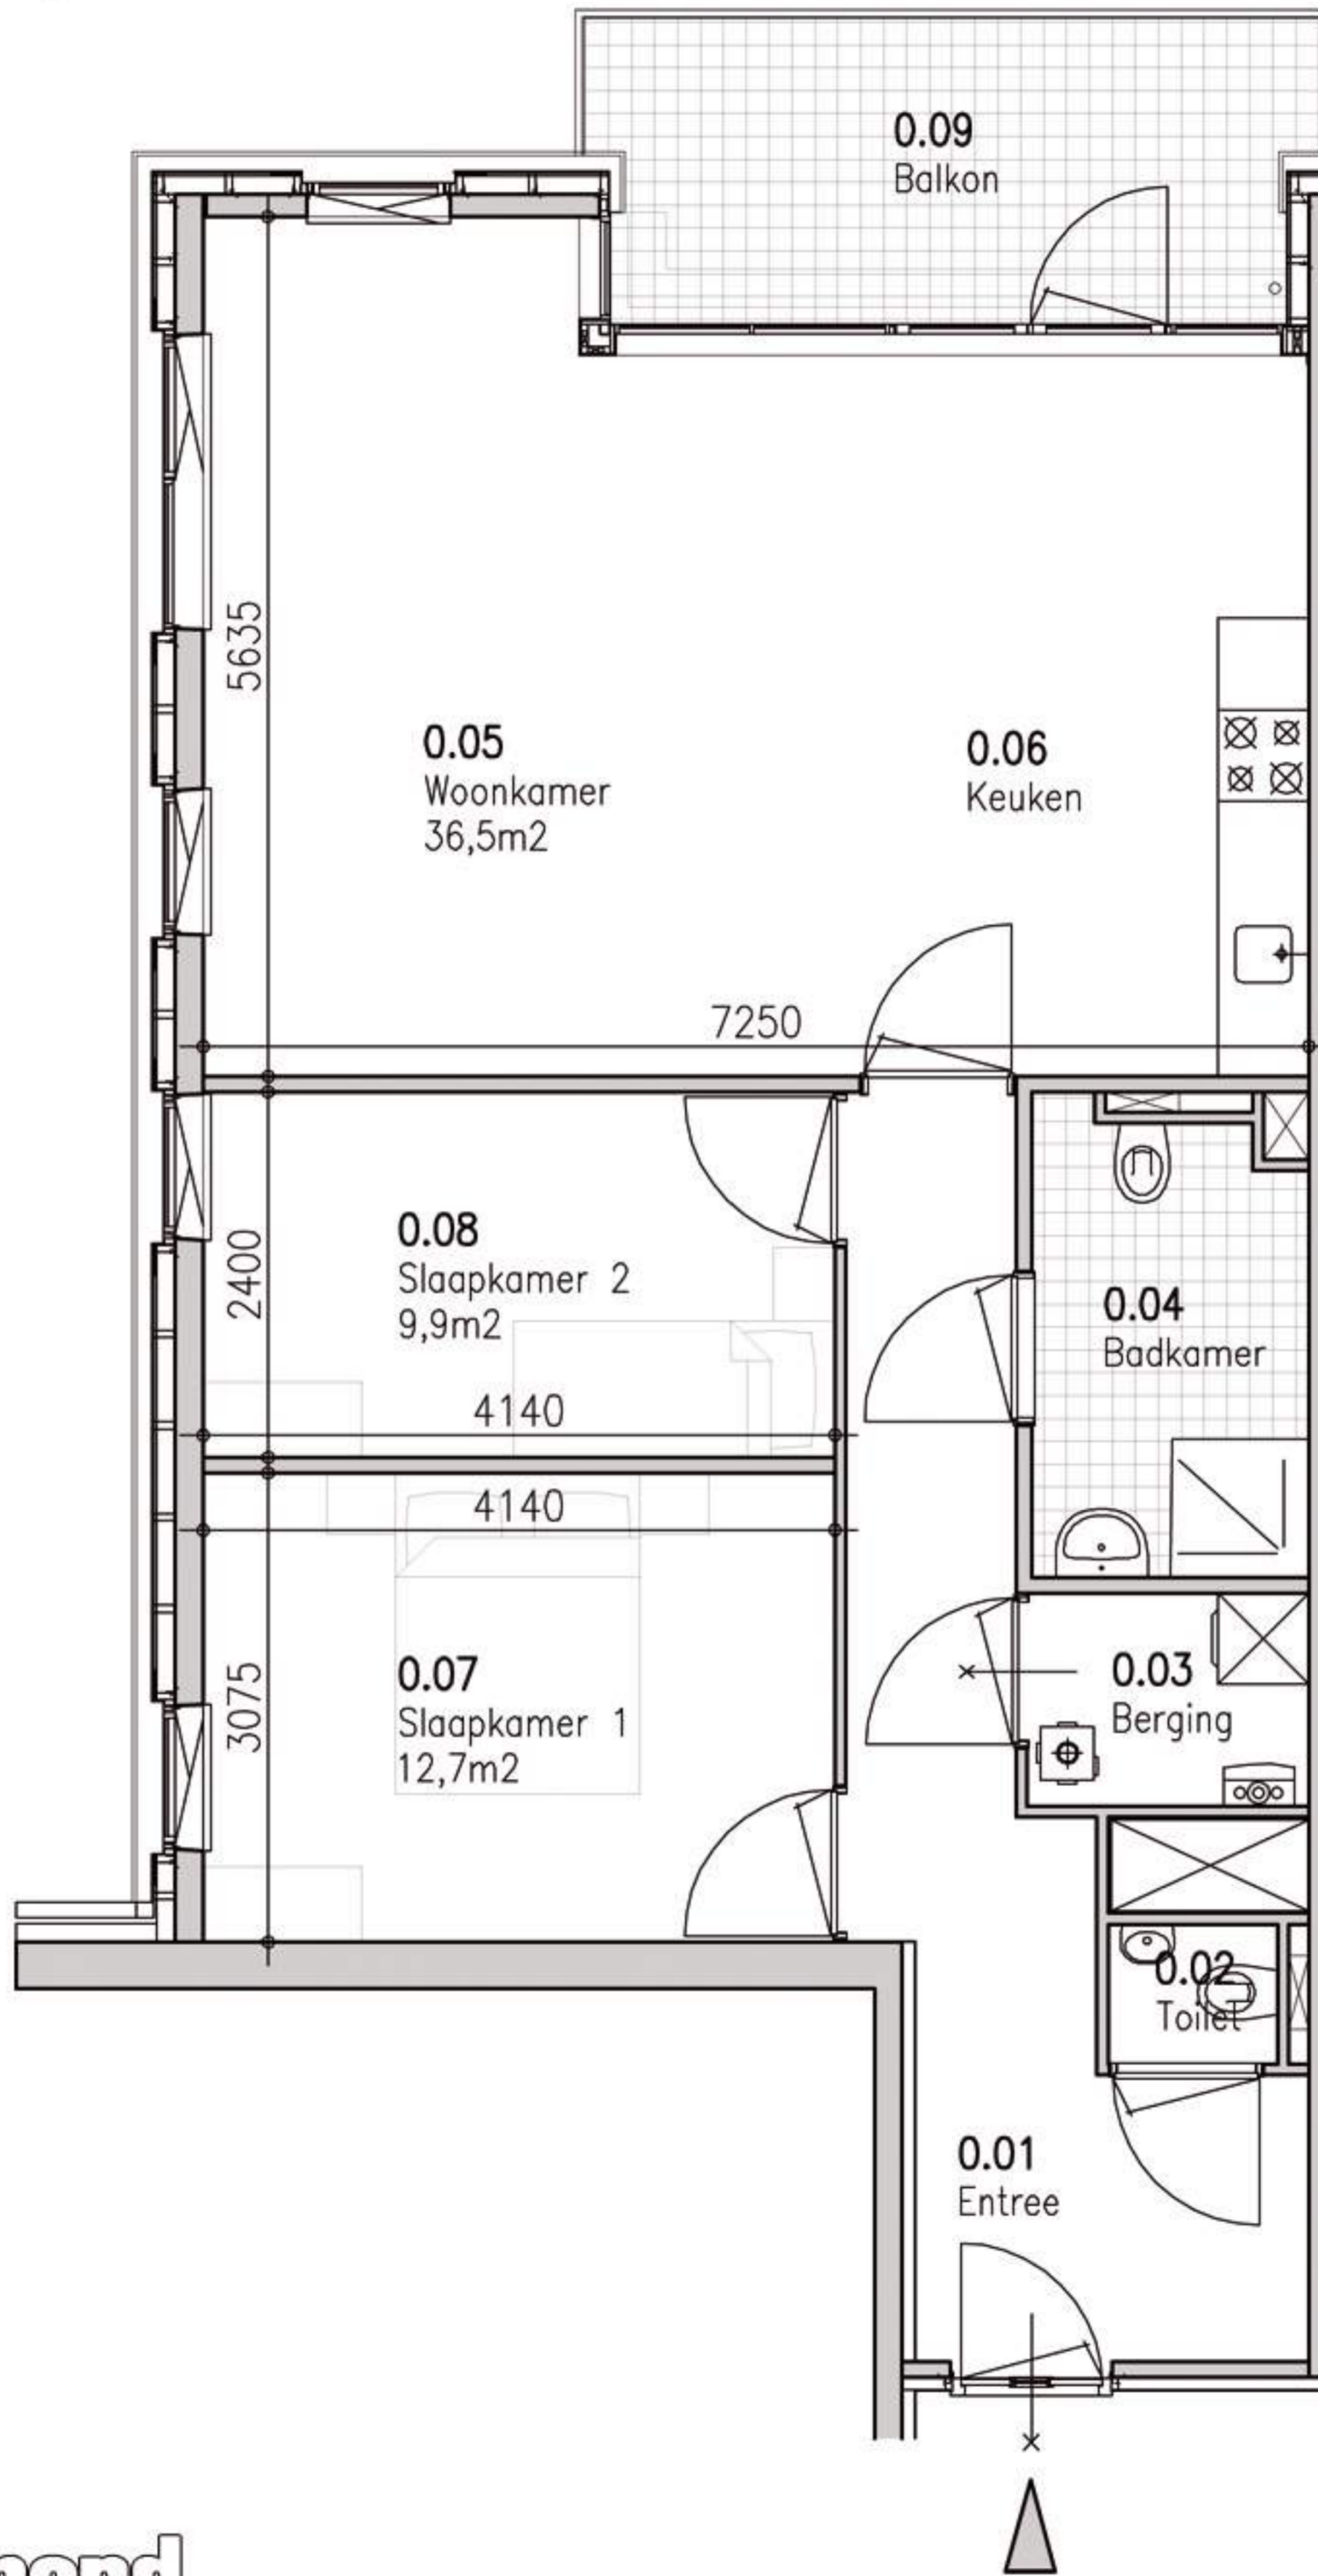 0.09
Balkon
5635
0.05
Woonkamer
36,5m2
0.06
Keuken
7250
0.08
Slaapkamer 2
9,9m2
2400
4140
0.04
Badkamer
4140
0.07
Slaapkamer 1
12,7m2
3075
0.03
Berging
0.02
Toilet
0.01
Entree